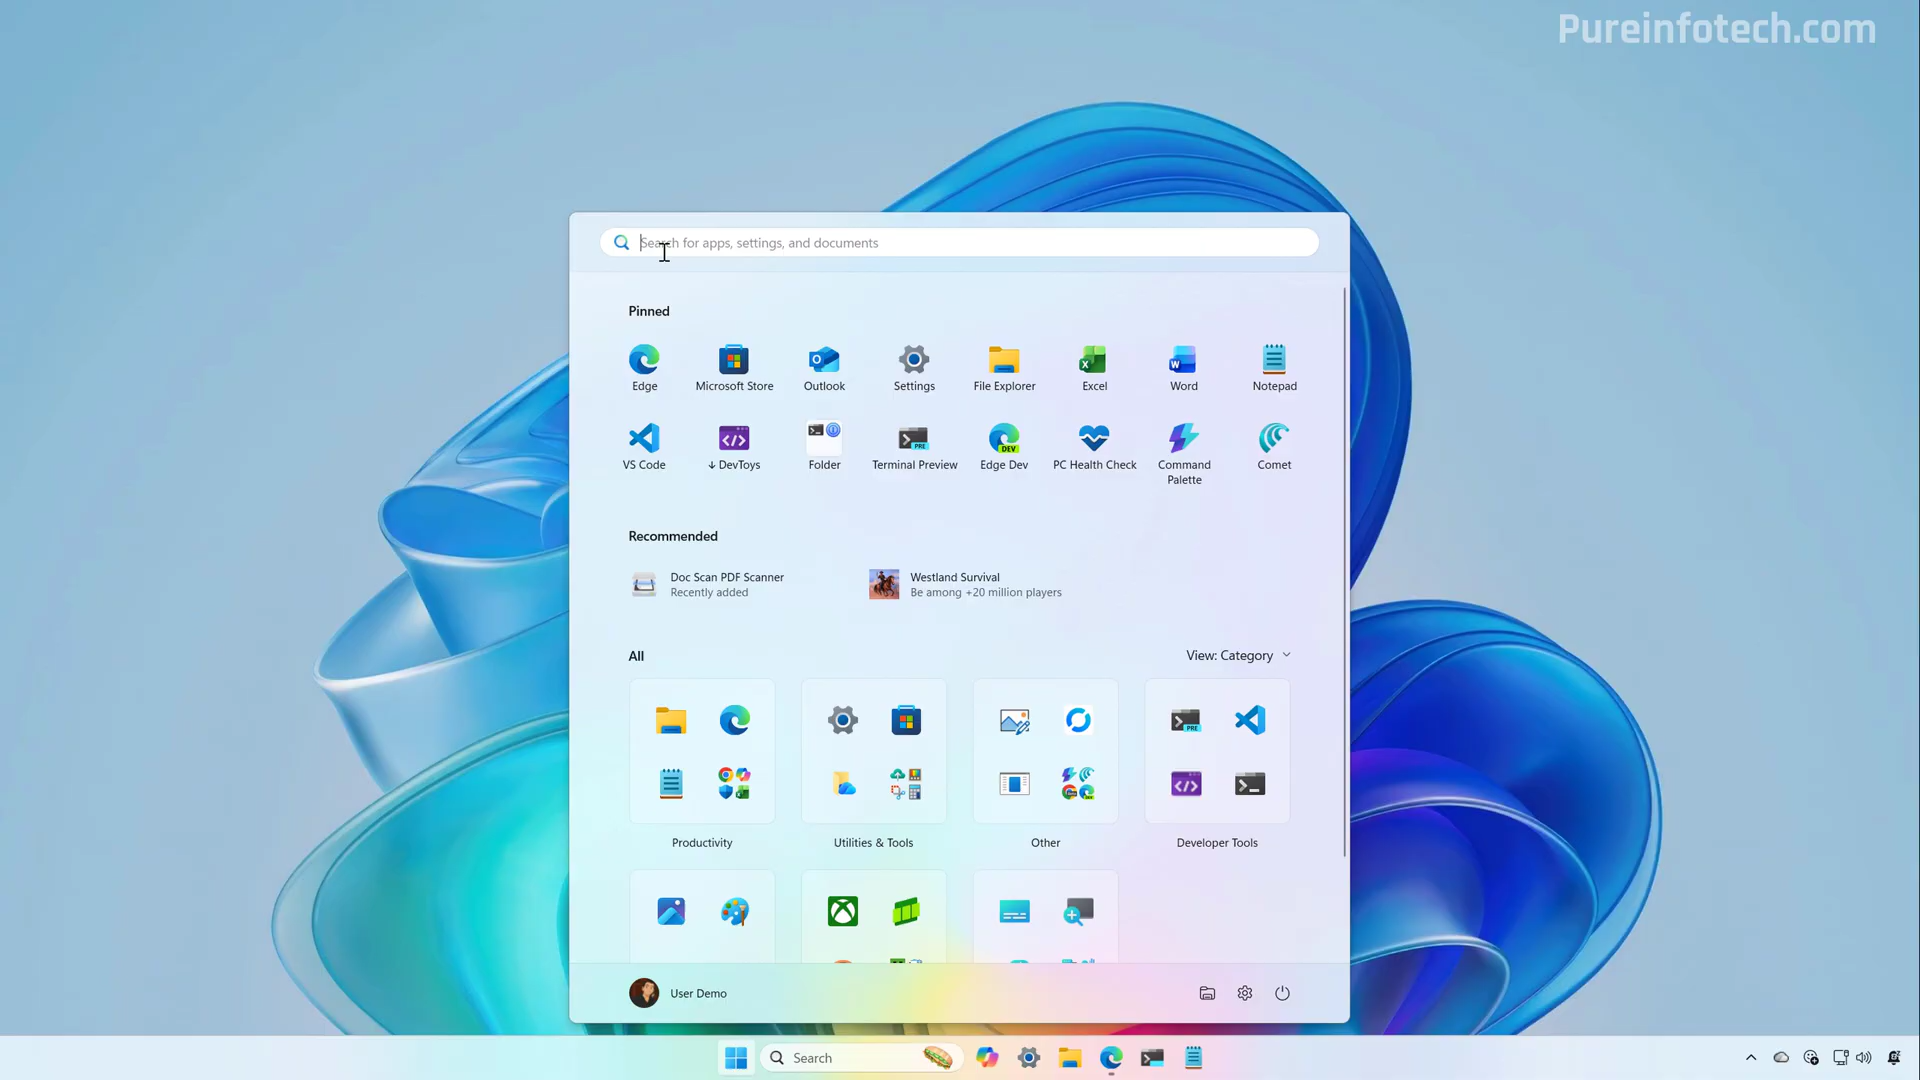 Pureinfotech.com
Search for apps, settings, and documents
Pinned
Edge
Microsoft Store
Outlook
Settings
File Explorer
Excel
Word
Notepad
VS Code
↓ DevToys
Folder
Terminal Preview
Edge Dev
PC Health Check
Command
Palette
Comet
PRE
DEV
Recommended
Doc Scan PDF Scanner
Recently added
Westland Survival
Be among +20 million players
All
View: Category
PRE
Productivity
Utilities & Tools
Other
Developer Tools
User Demo
Search